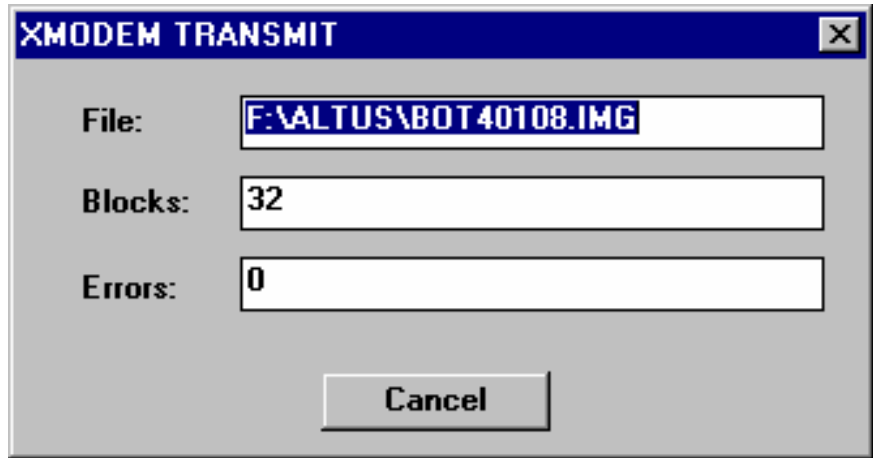 XMODEM TRANSMIT
File: F:\ALTUS\BOT40108.IMG
Blocks: 32
Errors: 0
Cancel